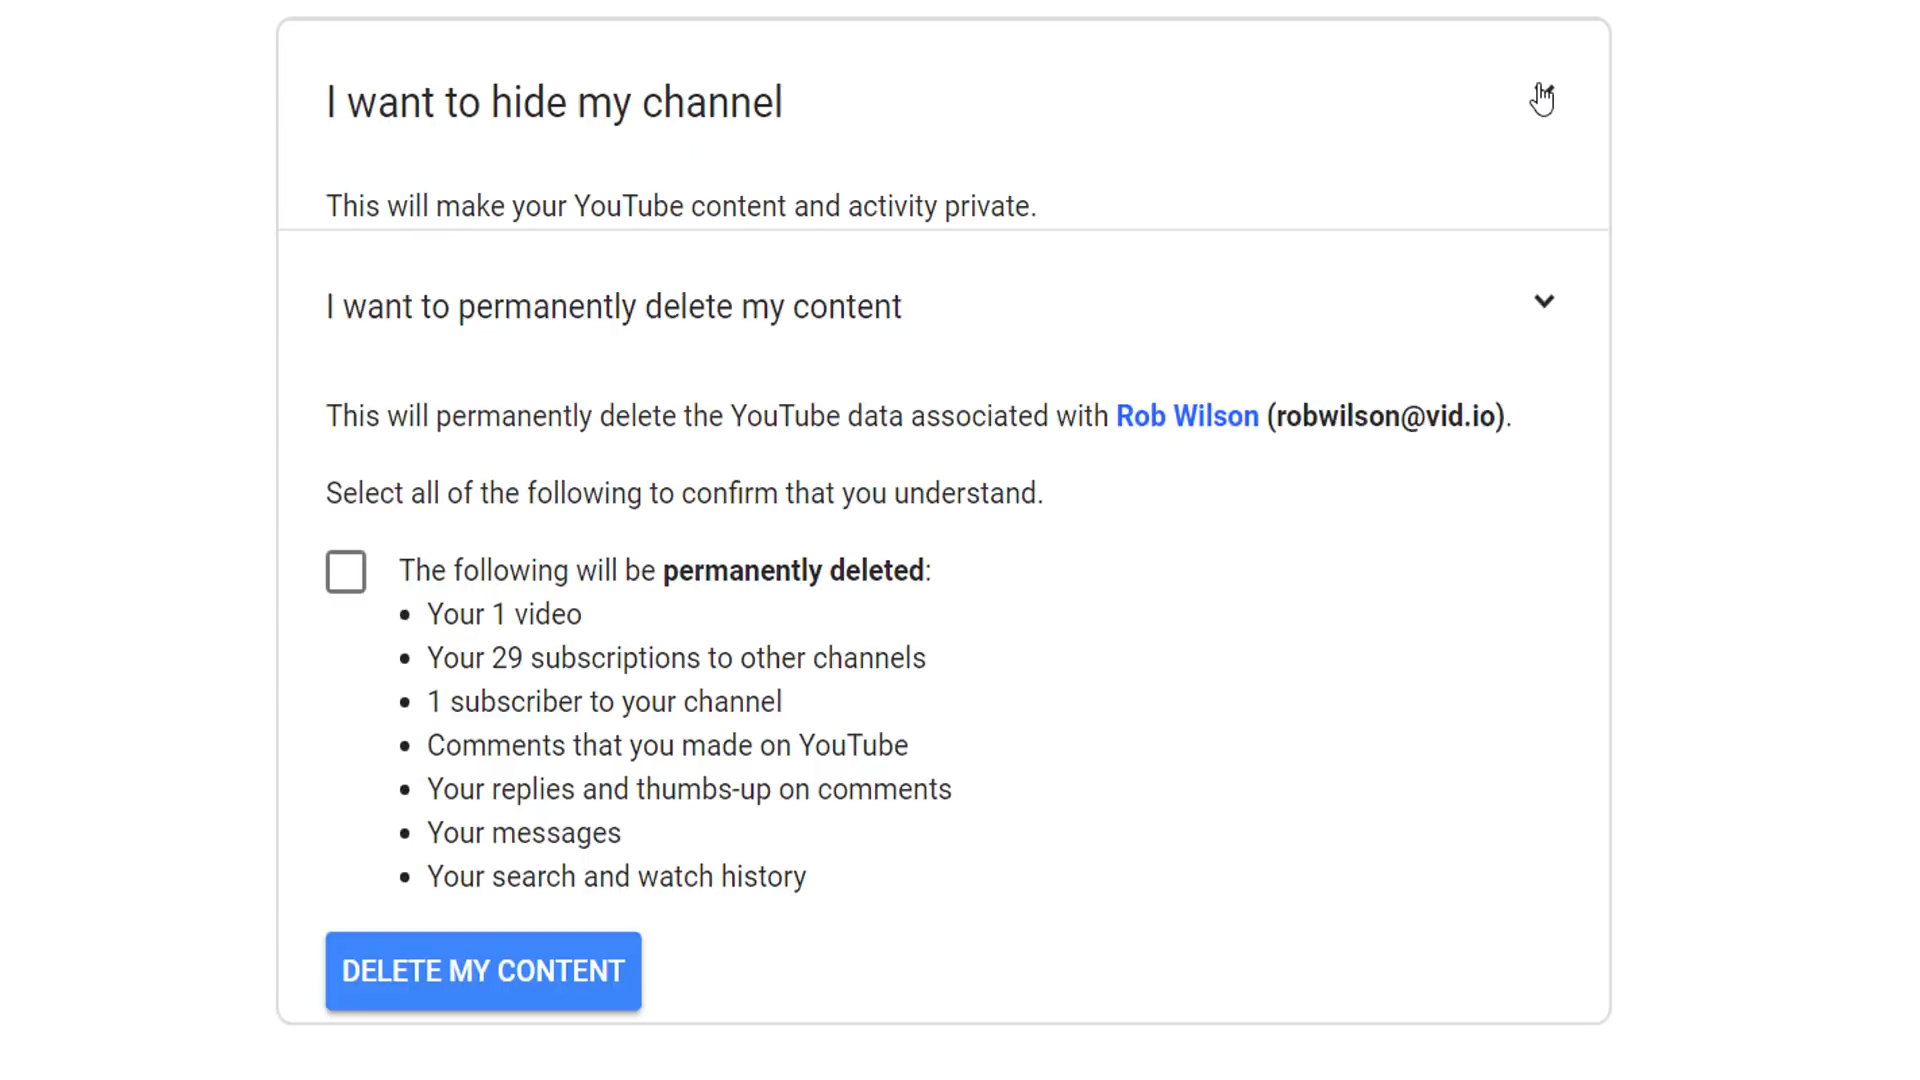 I want to hide my channel
This will make your YouTube content and activity private.
I want to permanently delete my content
This will permanently delete the YouTube data associated with Rob Wilson (robwilson@vid.io).
Select all of the following to confirm that you understand.
The following will be permanently deleted:
• Your 1 video
• Your 29 subscriptions to other channels
• 1 subscriber to your channel
• Comments that you made on YouTube
• Your replies and thumbs-up on comments
• Your messages
• Your search and watch history
DELETE MY CONTENT